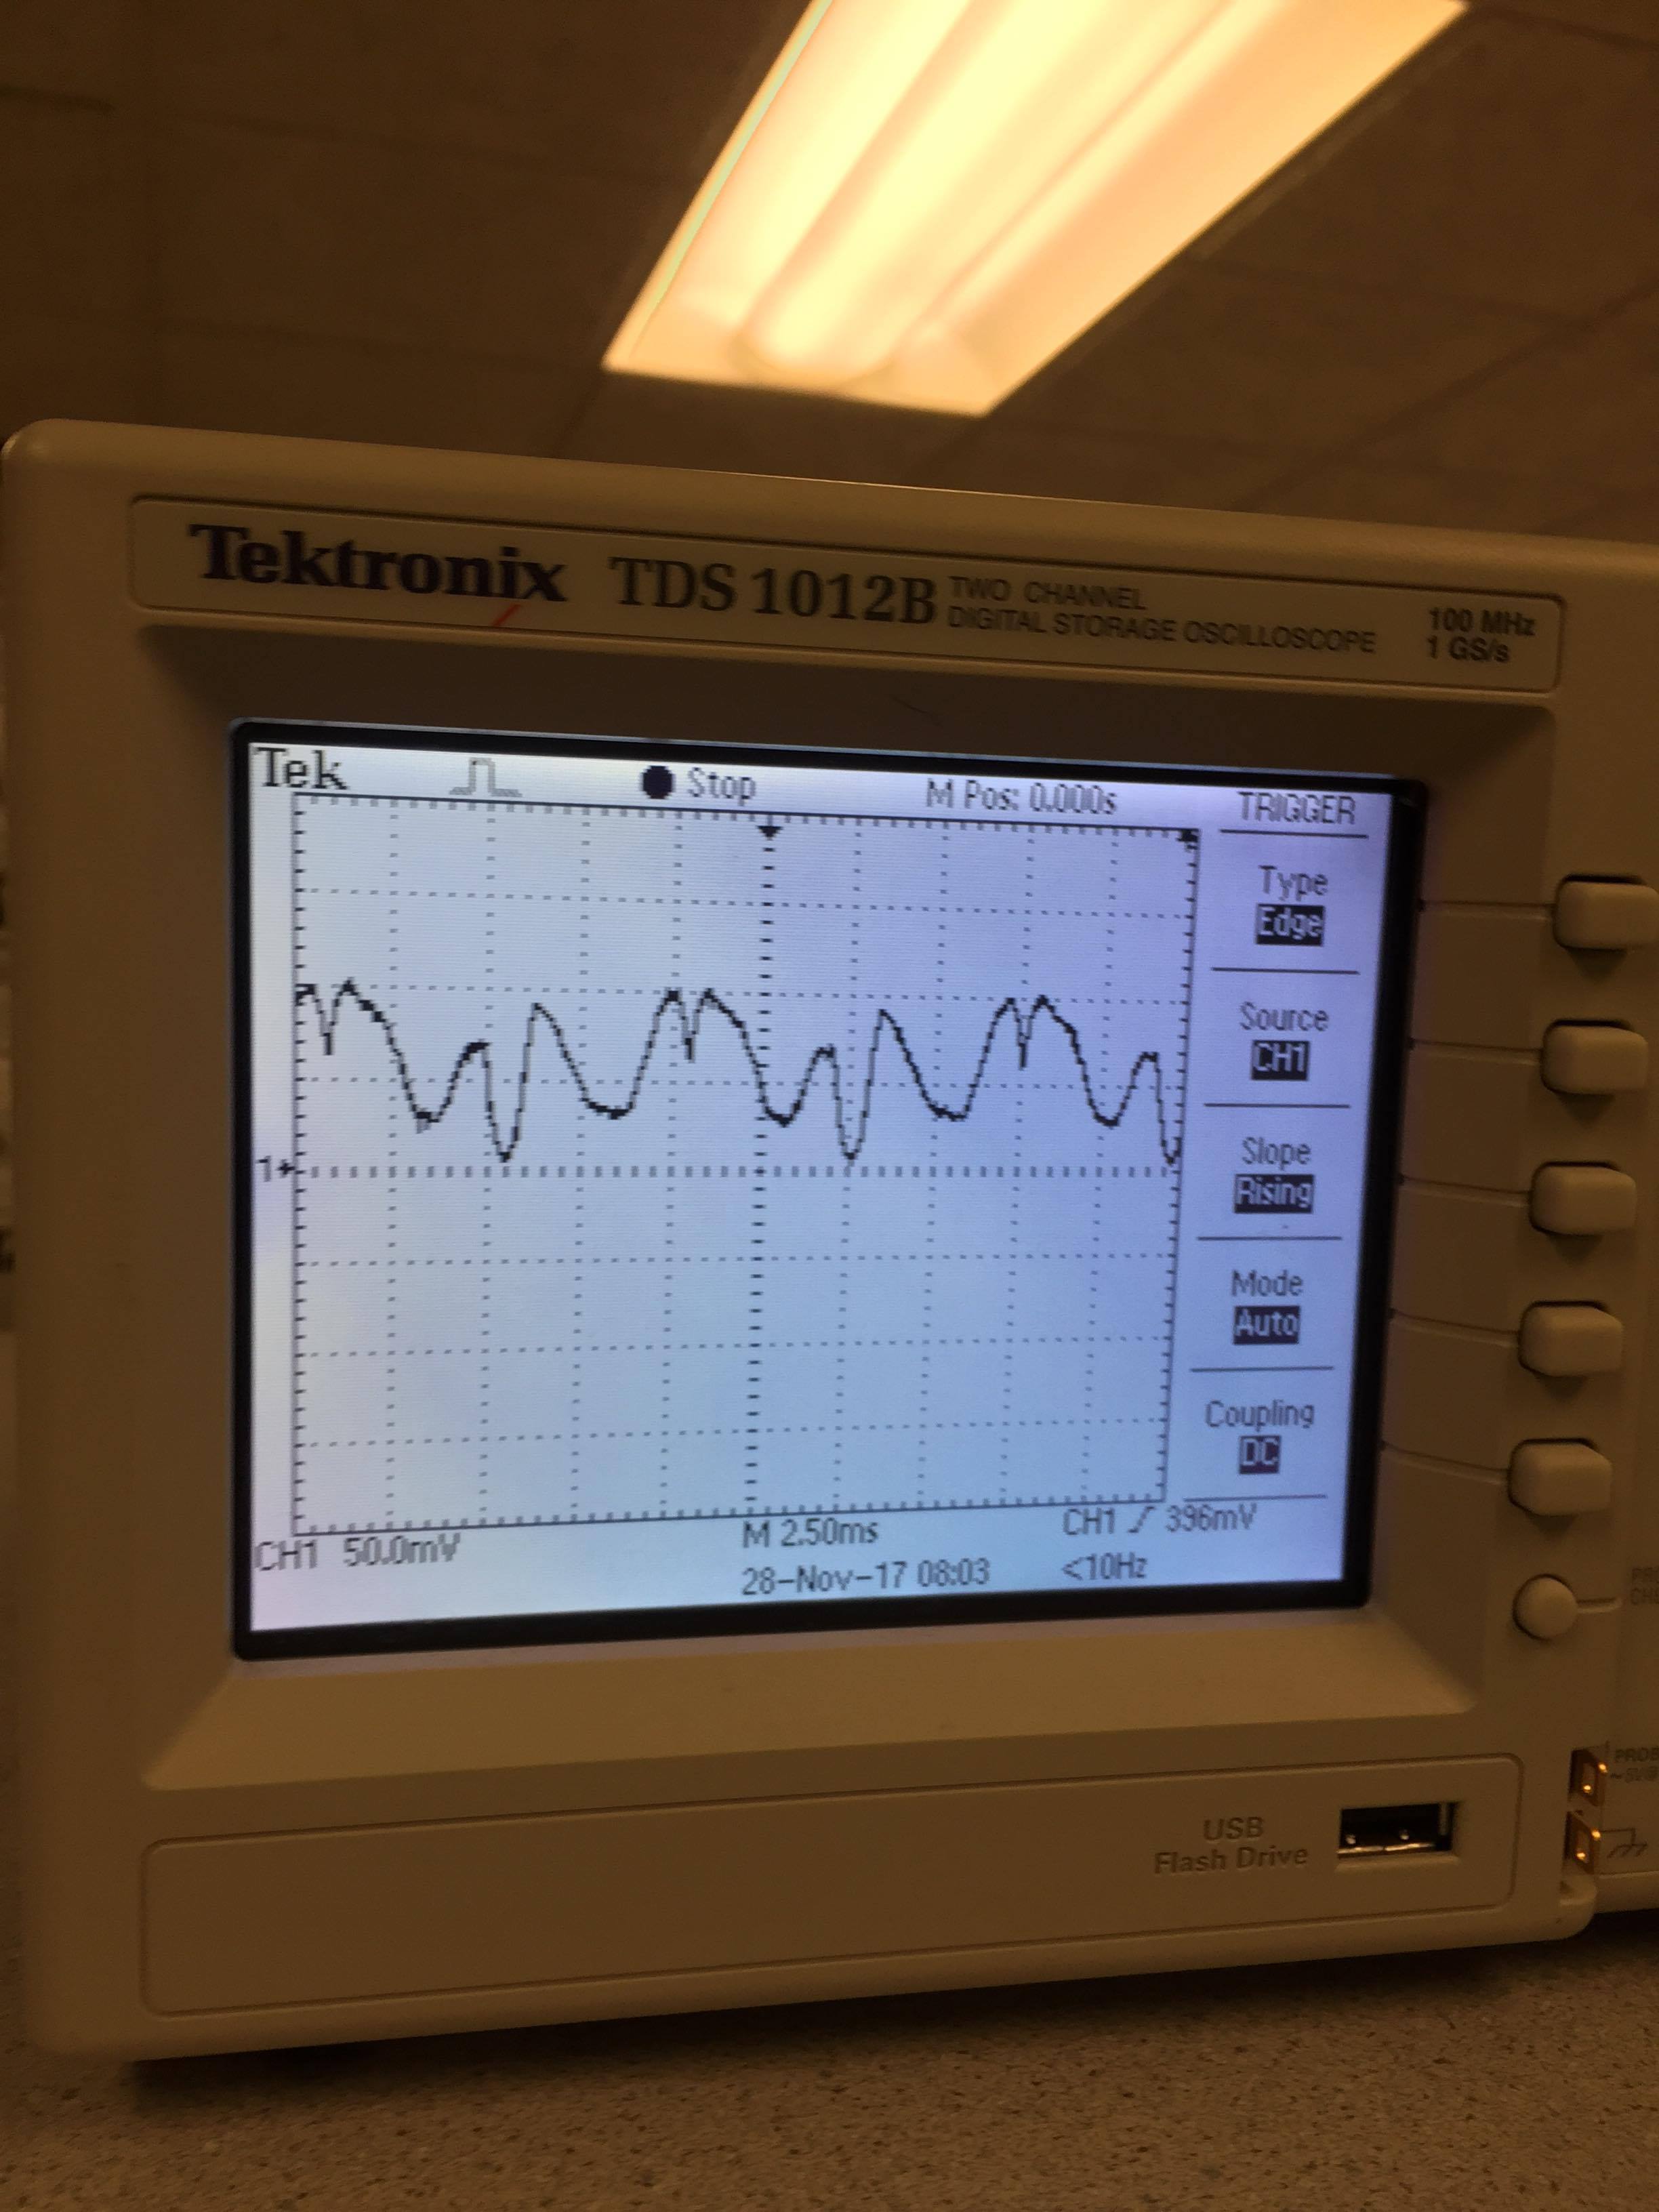 Tektronix TDS 1012B TWO CHANNEL
DIGITAL STORAGE OSCILLOSCOPE
100 MHz
1 GS/s
Tek Stop M Pos: 0.000s TRIGGER
Type
Edge
Source
CH1
Slope
Rising
Mode
Auto
Coupling
DC
1
CH1 50.0mV M 2.50ms CH1 396mV
28-Nov-17 08:03 <10Hz
USB
Flash Drive